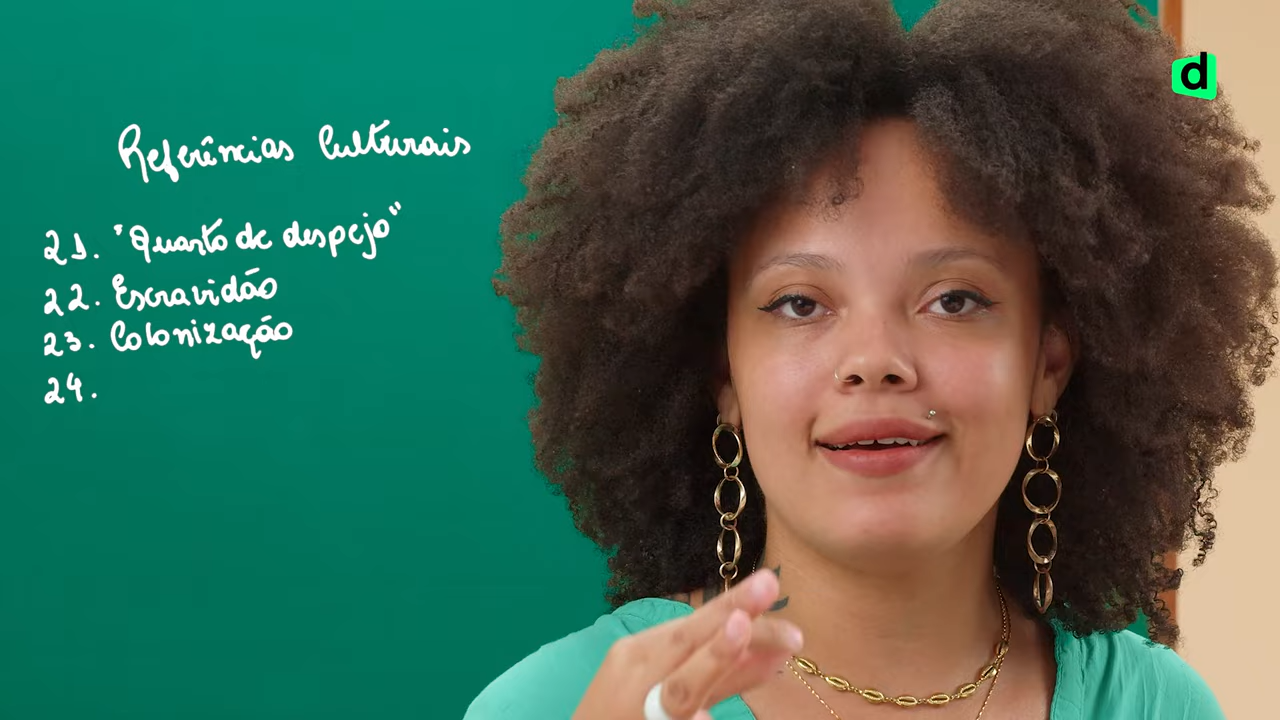 Referências Culturais
21. "Quarto de despejo"
22. Escravidão
23. Colonização
24.
d